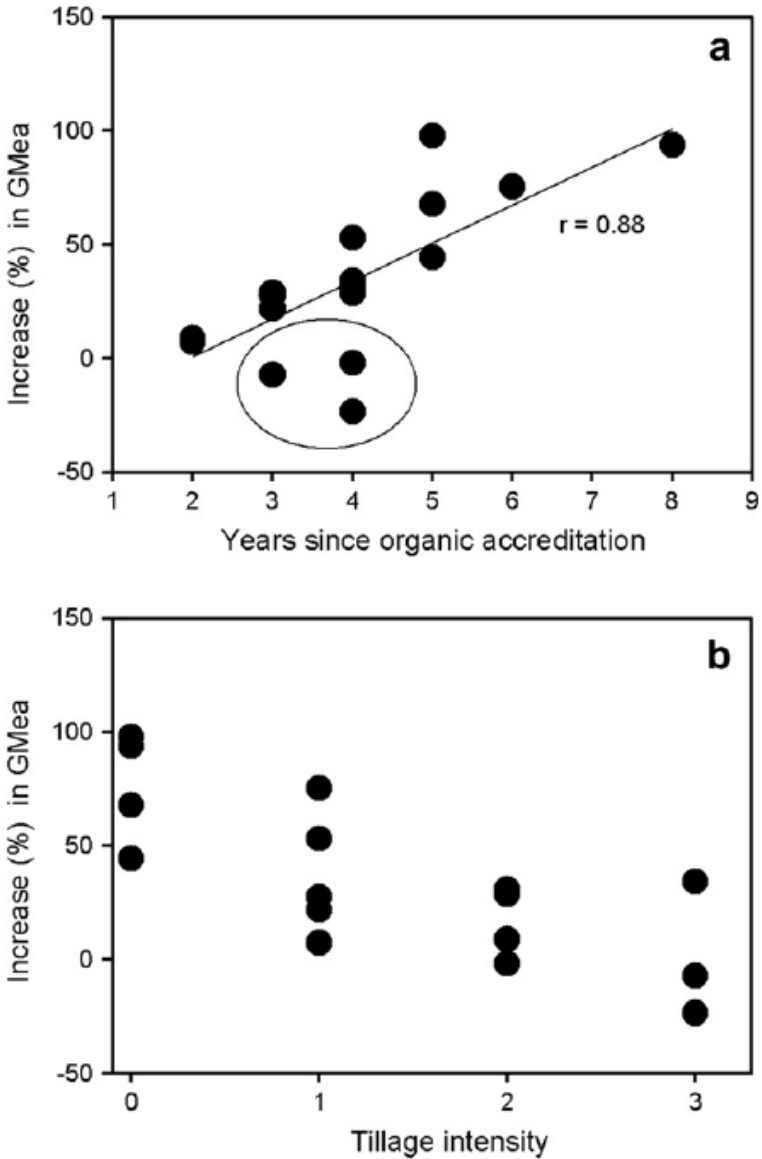 a
150
100
50
0
-50
Increase (%) in GMea
r = 0.88
1 2 3 4 5 6 7 8 9
Years since organic accreditation
b
150
100
50
0
-50
Increase (%) in GMea
0 1 2 3
Tillage intensity